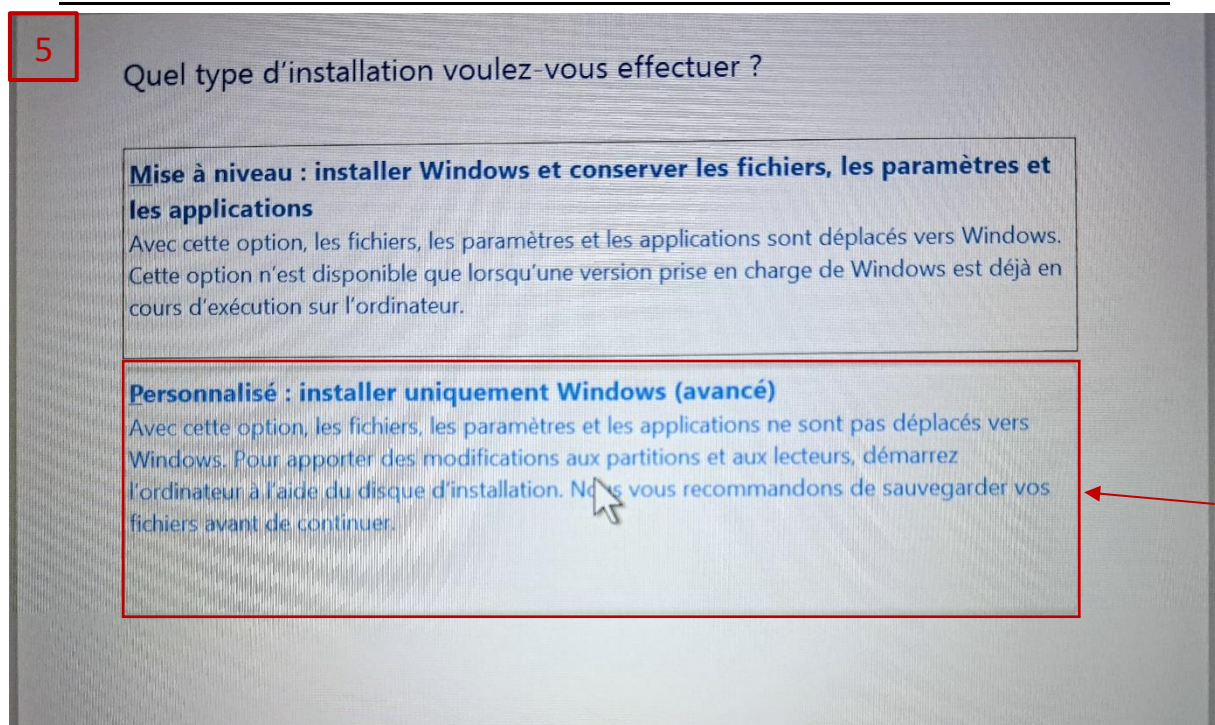 5
Quel type d'installation voulez-vous effectuer ?
Mise à niveau : installer Windows et conserver les fichiers, les paramètres et
les applications
Avec cette option, les fichiers, les paramètres et les applications sont déplacés vers Windows.
Cette option n'est disponible que lorsqu'une version prise en charge de Windows est déjà en
cours d'exécution sur l'ordinateur.
Personnalisé : installer uniquement Windows (avancé)
Avec cette option, les fichiers, les paramètres et les applications ne sont pas déplacés vers
Windows. Pour apporter des modifications aux partitions et aux lecteurs, démarrez
l'ordinateur à l'aide du disque d'installation. Nous vous recommandons de sauvegarder vos
fichiers avant de continuer.